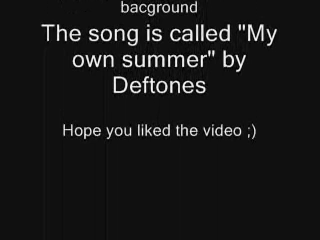 bacground
The song is called "My
own summer" by
Deftones
Hope you liked the video ;)